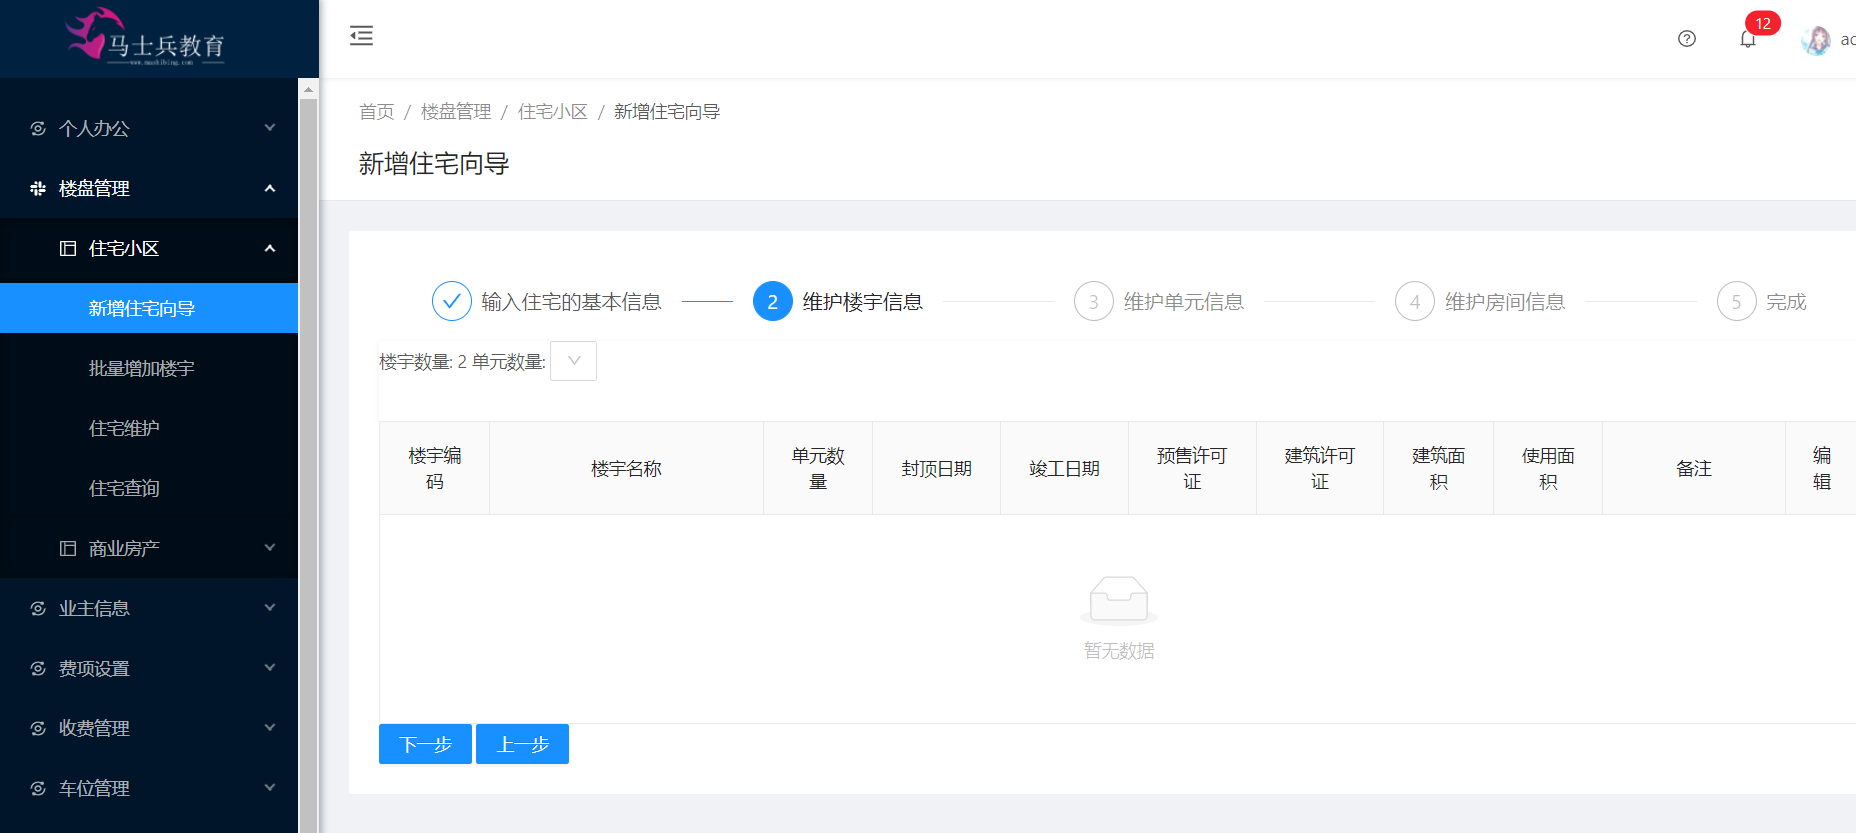 马士兵教育
www.mashibing.com
12
个人办公
楼盘管理
住宅小区
新增住宅向导
批量增加楼宇
住宅维护
住宅查询
商业房产
业主信息
费项设置
收费管理
车位管理
首页 / 楼盘管理 / 住宅小区 / 新增住宅向导
新增住宅向导
输入住宅的基本信息
2 维护楼宇信息
3 维护单元信息
4 维护房间信息
5 完成
楼宇数量: 2 单元数量:
楼宇编码
楼宇名称
单元数量
封顶日期
竣工日期
预售许可证
建筑许可证
建筑面积
使用面积
备注
编辑
暂无数据
下一步 上一步